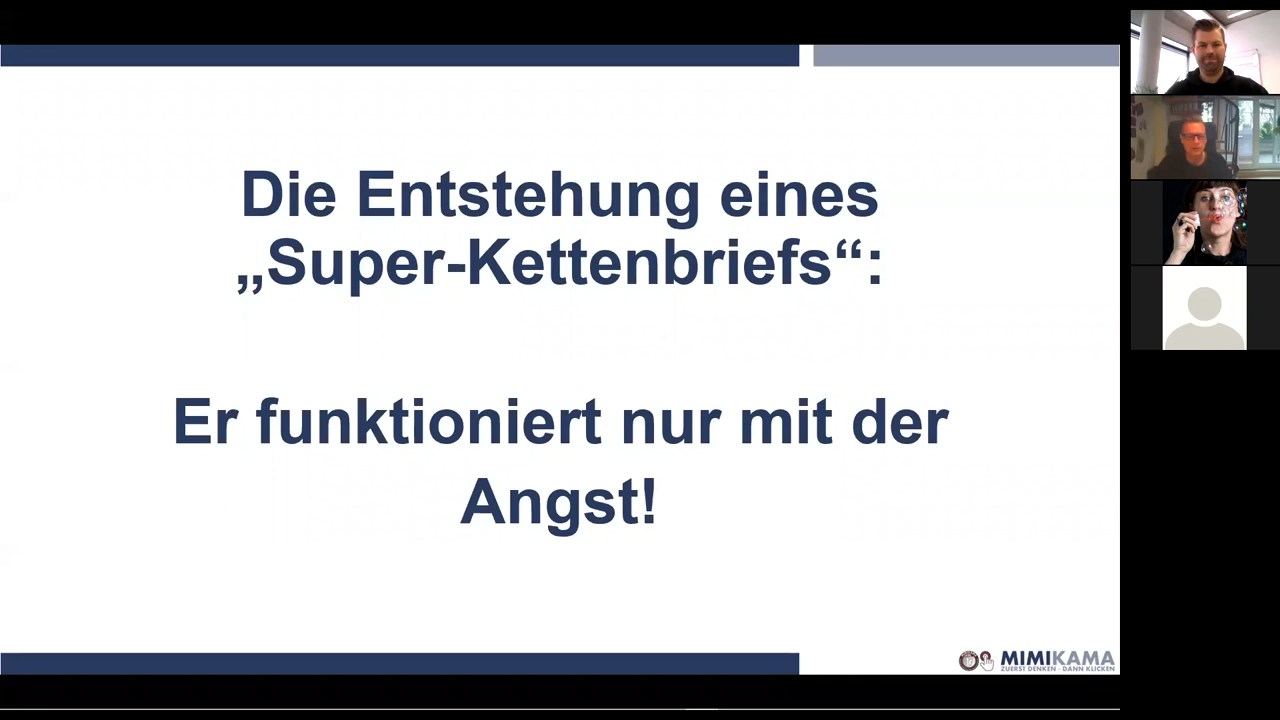 Die Entstehung eines
„Super-Kettenbriefs“:
Er funktioniert nur mit der
Angst!
MIMIKAMA
ZUERST DENKEN - DANN KLICKEN